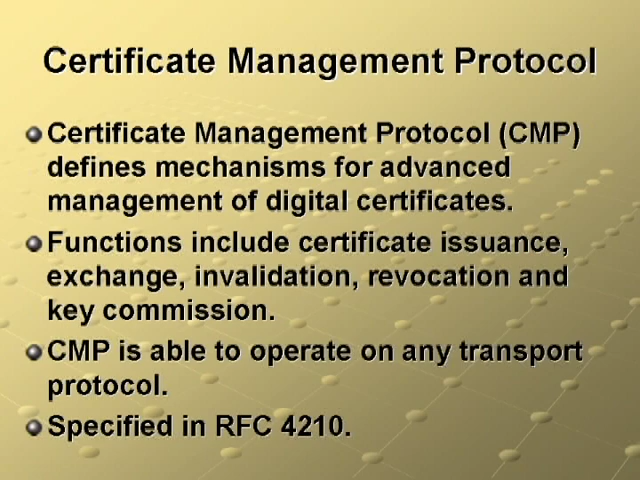 Certificate Management Protocol
Certificate Management Protocol (CMP)
defines mechanisms for advanced
management of digital certificates.
Functions include certificate issuance,
exchange, invalidation, revocation and
key commission.
CMP is able to operate on any transport
protocol.
Specified in RFC 4210.